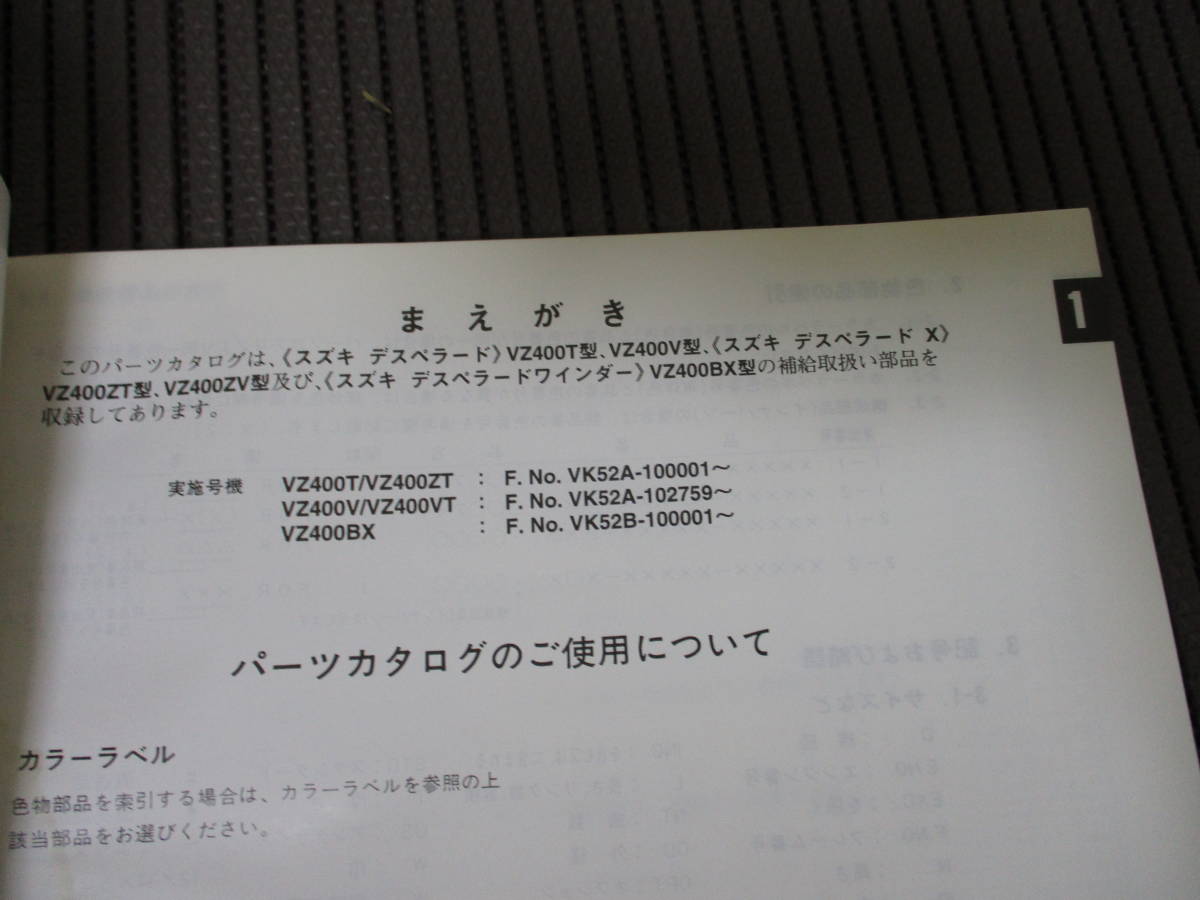 まえがき
このパーツカタログは、《スズキ デスペラード》VZ400T型、VZ400V型、《スズキ デスペラード X》
VZ400ZT型、VZ400ZV型及び、《スズキ デスペラードワインダー》VZ400BX型の補給取扱い部品を
収録してあります。
1
実施号機 VZ400T/VZ400ZT : F. No. VK52A-100001〜
VZ400V/VZ400VT : F. No. VK52A-102759〜
VZ400BX : F. No. VK52B-100001〜
パーツカタログのご使用について
カラーラベル
色物部品を索引する場合は、カラーラベルを参照の上
該当部品をお選びください。